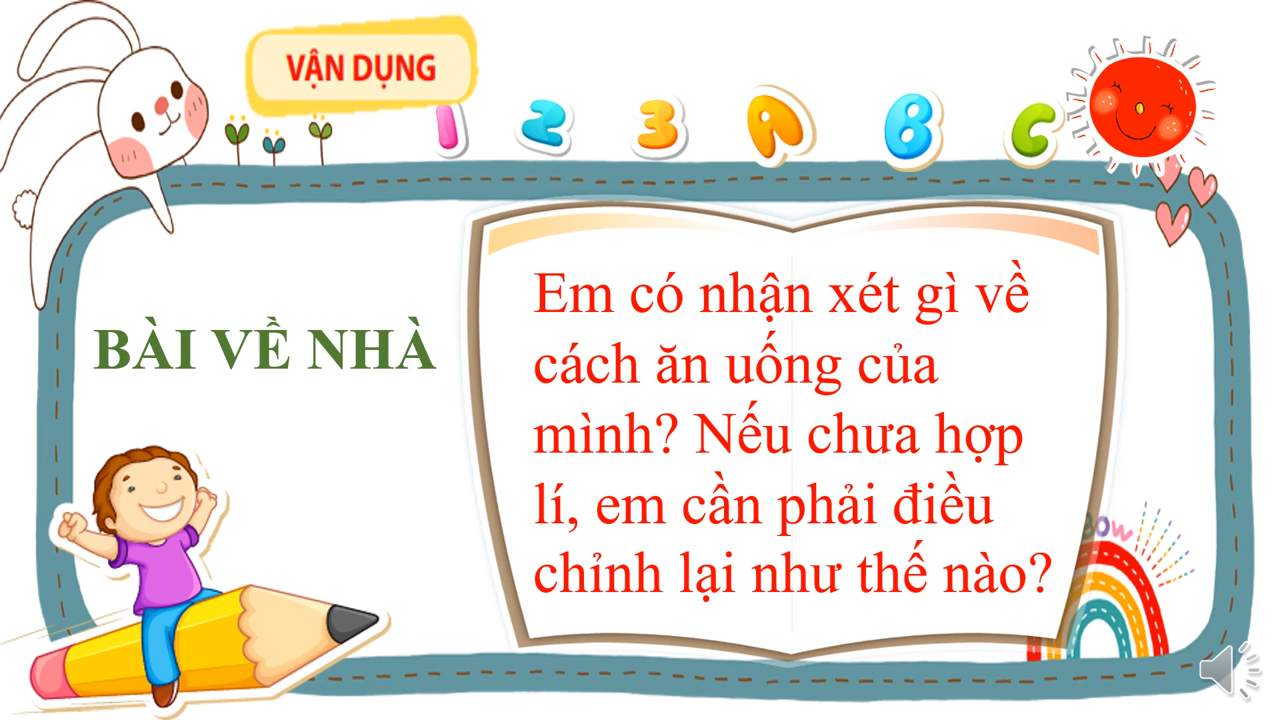 VẬN DỤNG
1 2 3 A B C
BÀI VỀ NHÀ
Em có nhận xét gì về
cách ăn uống của
mình? Nếu chưa hợp
lí, em cần phải điều
chỉnh lại như thế nào?